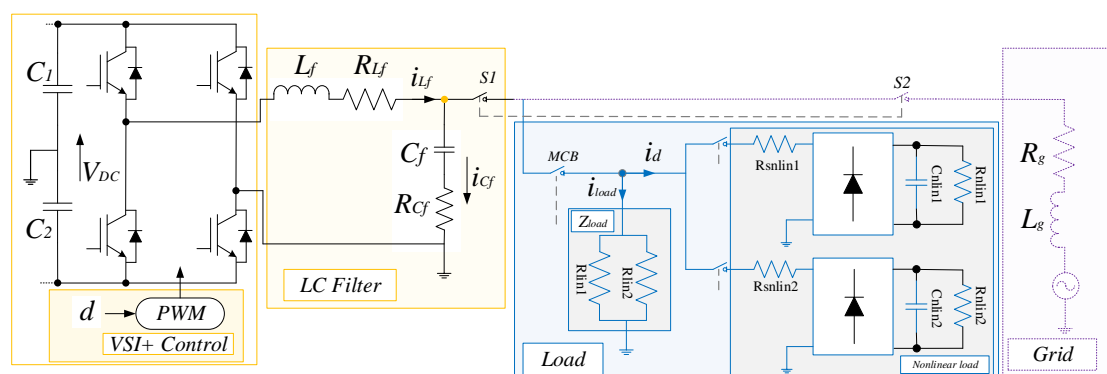 C1
VDC
C2
d
PWM
VSI+ Control
Lf
RLf
iLf
Cf
iCf
RCf
LC Filter
S1
S2
MCB
id
iload
Zload
Rlin1
Rlin2
Load
Rsnlin1
Cnlin1
Rnlin1
Rsnlin2
Cnlin2
Rnlin2
Nonlinear load
Rg
Lg
Grid